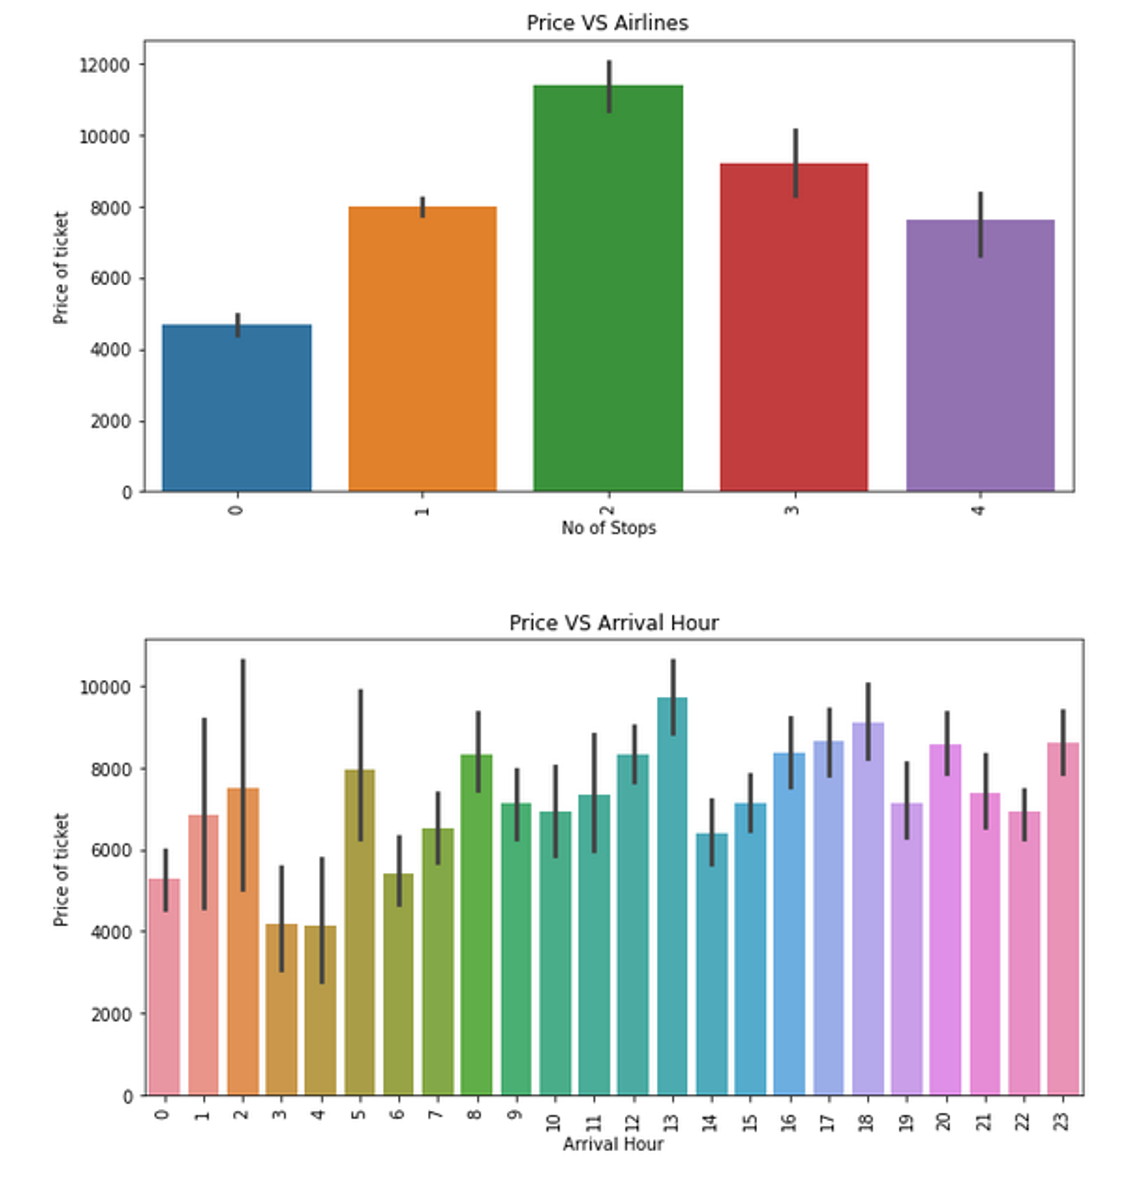 Price VS Airlines
12000
10000
8000
6000
4000
2000
0
Price of ticket
0 1 2 3 4
No of Stops
Price VS Arrival Hour
10000
8000
6000
4000
2000
0
Price of ticket
0 1 2 3 4 5 6 7 8 9 10 11 12 13 14 15 16 17 18 19 20 21 22 23
Arrival Hour